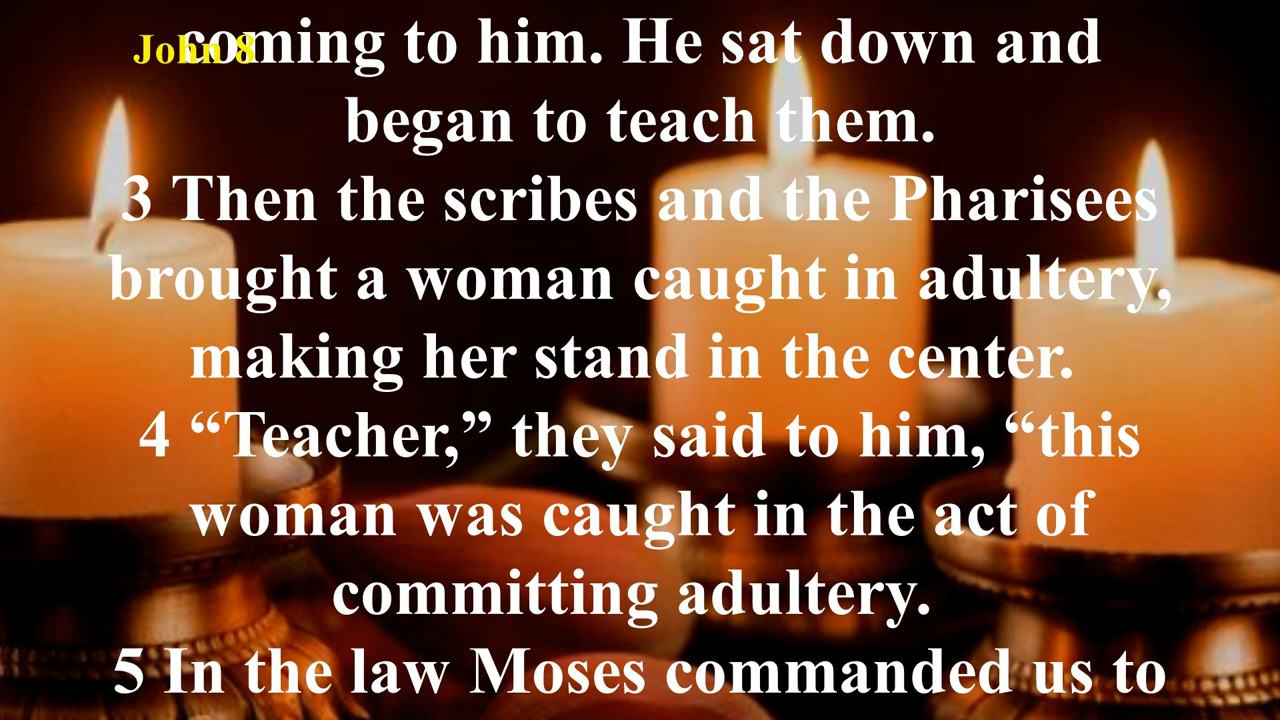 John 8
coming to him. He sat down and
began to teach them.
3 Then the scribes and the Pharisees
brought a woman caught in adultery,
making her stand in the center.
4 “Teacher,” they said to him, “this
woman was caught in the act of
committing adultery.
5 In the law Moses commanded us to